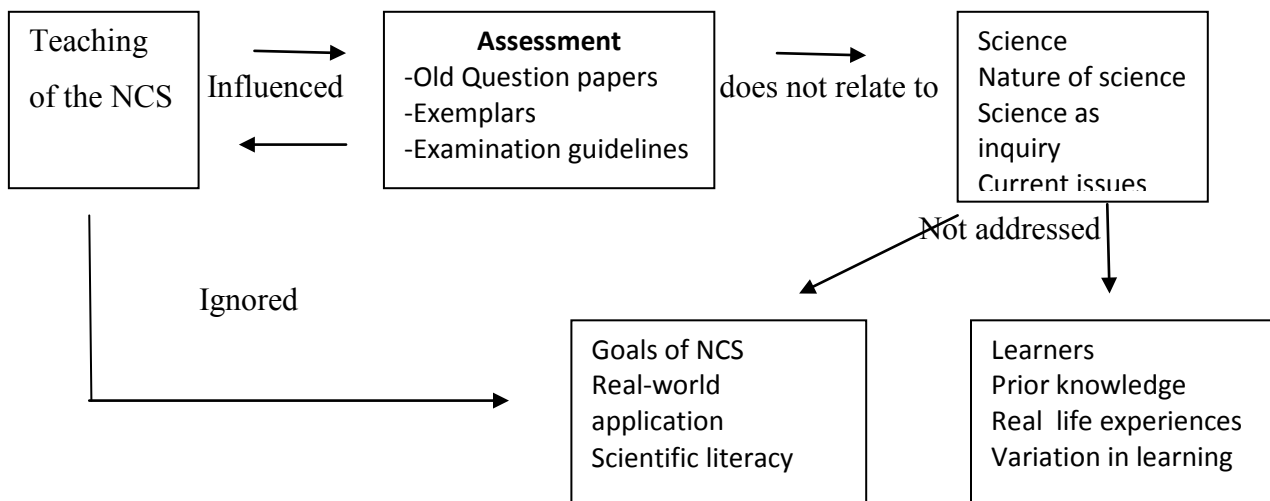 Teaching
of the NCS
Influenced
Assessment
-Old Question papers
-Exemplars
-Examination guidelines
does not relate to
Science
Nature of science
Science as
inquiry
Current issues
Not addressed
Ignored
Goals of NCS
Real-world
application
Scientific literacy
Learners
Prior knowledge
Real life experiences
Variation in learning